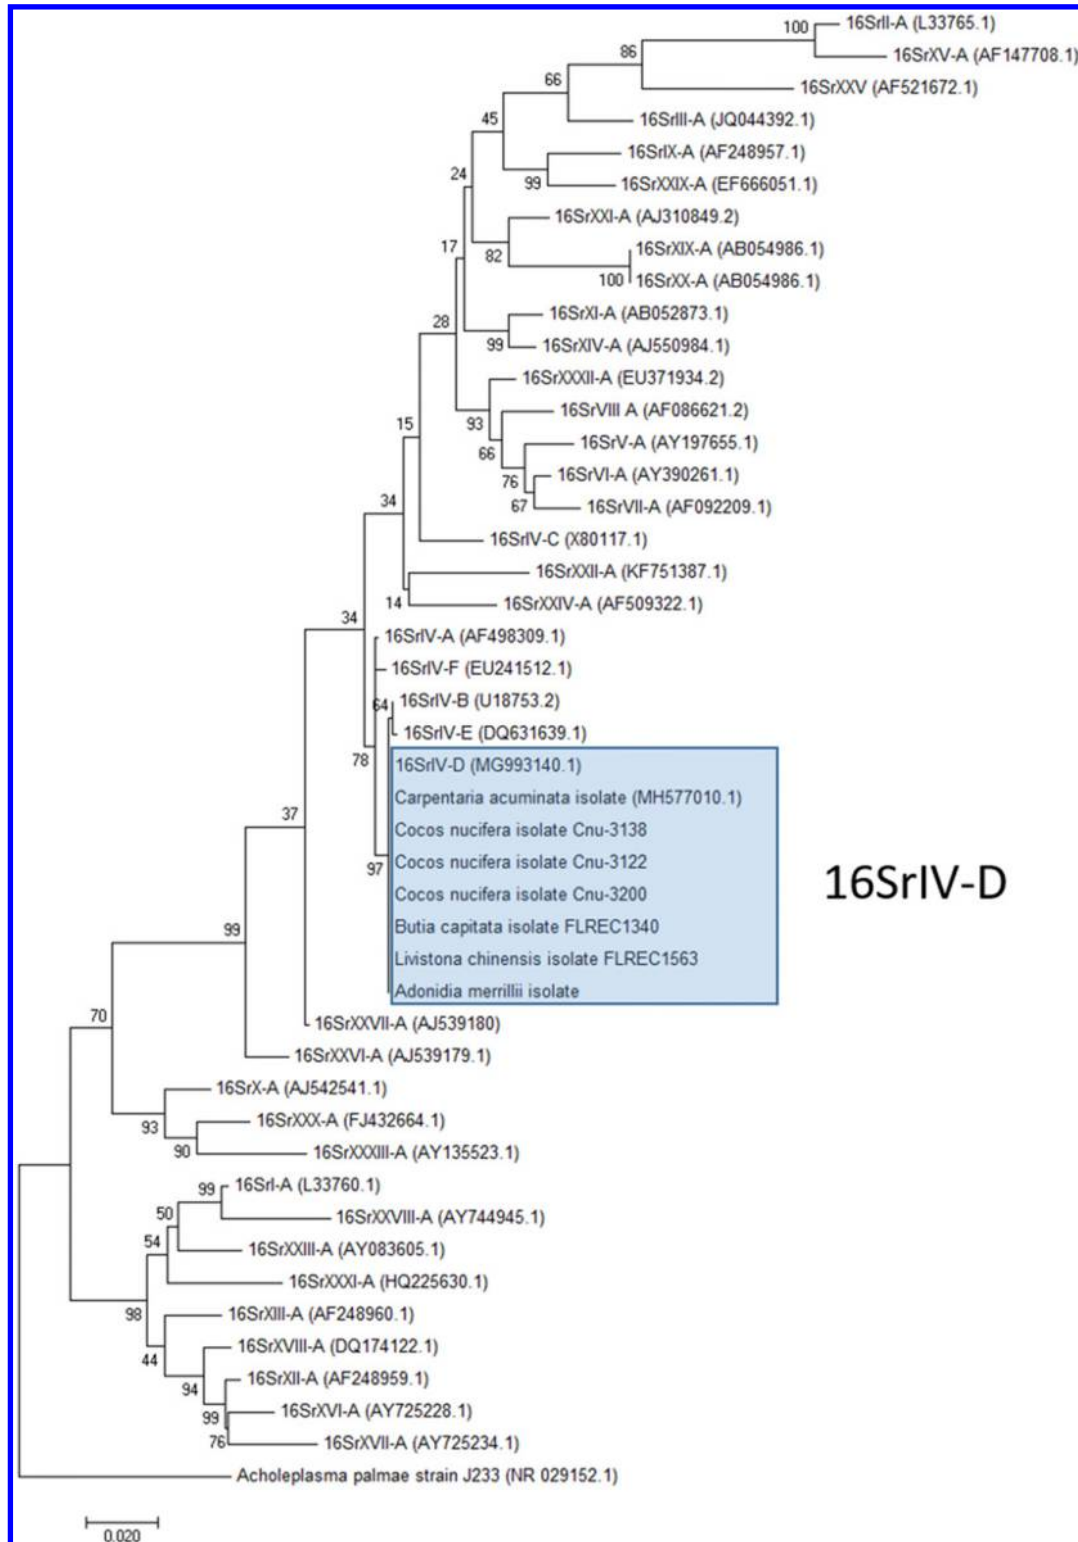 16SrII-A (L33765.1)
100
16SrXV-A (AF147708.1)
86
16SrXXV (AF521672.1)
66
16SrIII-A (JQ044392.1)
45
16SrIX-A (AF248957.1)
99
16SrXXIX-A (EF666051.1)
24
16SrXXI-A (AJ310849.2)
17
82
16SrXIX-A (AB054986.1)
100
16SrXX-A (AB054986.1)
16SrXI-A (AB052873.1)
28
99
16SrXIV-A (AJ550984.1)
16SrXXXII-A (EU371934.2)
93
16SrVIII A (AF086621.2)
15
66
16SrV-A (AY197655.1)
76
16SrVI-A (AY390261.1)
67
16SrVII-A (AF092209.1)
34
16SrIV-C (X80117.1)
16SrXXII-A (KF751387.1)
14
16SrXXIV-A (AF509322.1)
34
16SrIV-A (AF498309.1)
16SrIV-F (EU241512.1)
64
16SrIV-B (U18753.2)
16SrIV-E (DQ631639.1)
78
16SrIV-D (MG993140.1)
Carpentaria acuminata isolate (MH577010.1)
37
Cocos nucifera isolate Cnu-3138
97
Cocos nucifera isolate Cnu-3122
16SrIV-D
Cocos nucifera isolate Cnu-3200
Butia capitata isolate FLREC1340
99
Livistona chinensis isolate FLREC1563
Adonidia merrillii isolate
70
16SrXXVII-A (AJ539180)
16SrXXVI-A (AJ539179.1)
16SrX-A (AJ542541.1)
93
16SrXXX-A (FJ432664.1)
90
16SrXXXIII-A (AY135523.1)
99
16SrI-A (L33760.1)
50
16SrXXVIII-A (AY744945.1)
54
16SrXXIII-A (AY083605.1)
16SrXXXI-A (HQ225630.1)
98
16SrXIII-A (AF248960.1)
44
16SrXVIII-A (DQ174122.1)
94
16SrXII-A (AF248959.1)
99
16SrXVI-A (AY725228.1)
76
16SrXVII-A (AY725234.1)
Acholeplasma palmae strain J233 (NR 029152.1)
0.020